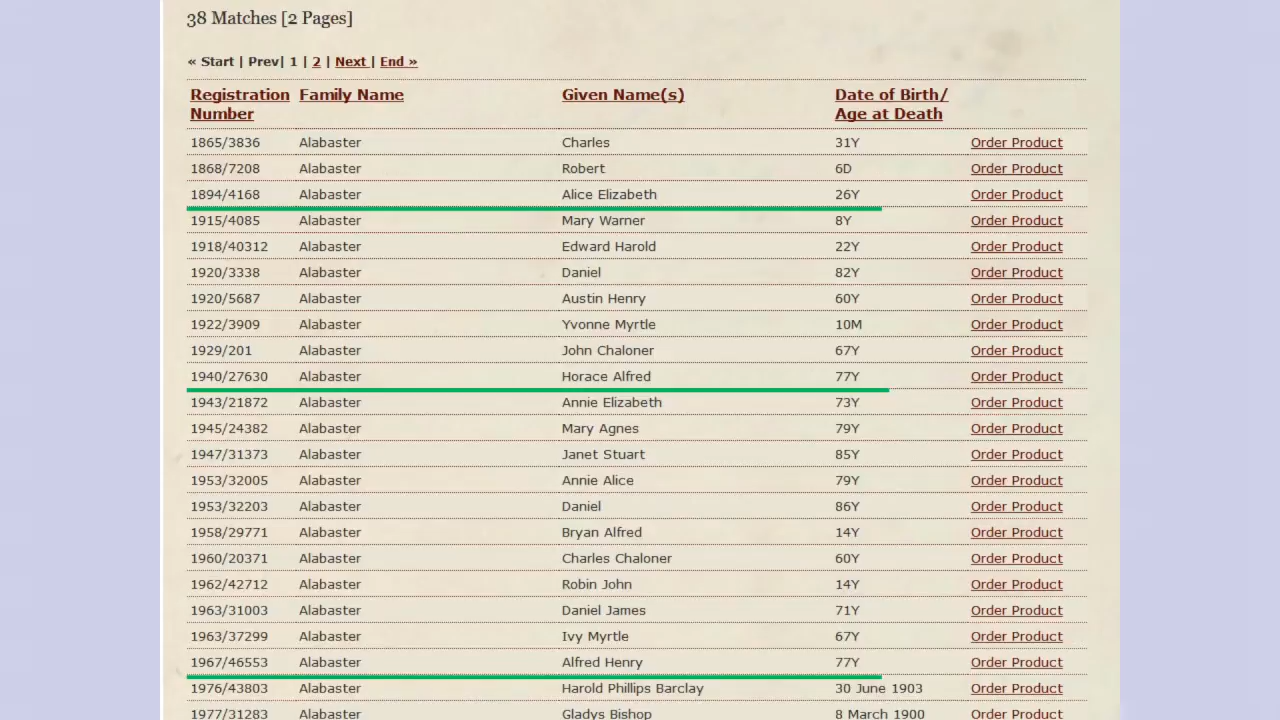 38 Matches [2 Pages]
« Start | Prev| 1 | 2 | Next | End »
Registration Number Family Name Given Name(s) Date of Birth/ Age at Death
1865/3836 Alabaster Charles 31Y Order Product
1868/7208 Alabaster Robert 6D Order Product
1894/4168 Alabaster Alice Elizabeth 26Y Order Product
1915/4085 Alabaster Mary Warner 8Y Order Product
1918/40312 Alabaster Edward Harold 22Y Order Product
1920/3338 Alabaster Daniel 82Y Order Product
1920/5687 Alabaster Austin Henry 60Y Order Product
1922/3909 Alabaster Yvonne Myrtle 10M Order Product
1929/201 Alabaster John Chaloner 67Y Order Product
1940/27630 Alabaster Horace Alfred 77Y Order Product
1943/21872 Alabaster Annie Elizabeth 73Y Order Product
1945/24382 Alabaster Mary Agnes 79Y Order Product
1947/31373 Alabaster Janet Stuart 85Y Order Product
1953/32005 Alabaster Annie Alice 79Y Order Product
1953/32203 Alabaster Daniel 86Y Order Product
1958/29771 Alabaster Bryan Alfred 14Y Order Product
1960/20371 Alabaster Charles Chaloner 60Y Order Product
1962/42712 Alabaster Robin John 14Y Order Product
1963/31003 Alabaster Daniel James 71Y Order Product
1963/37299 Alabaster Ivy Myrtle 67Y Order Product
1967/46553 Alabaster Alfred Henry 77Y Order Product
1976/43803 Alabaster Harold Phillips Barclay 30 June 1903 Order Product
1977/31283 Alabaster Gladys Bishop 8 March 1900 Order Product